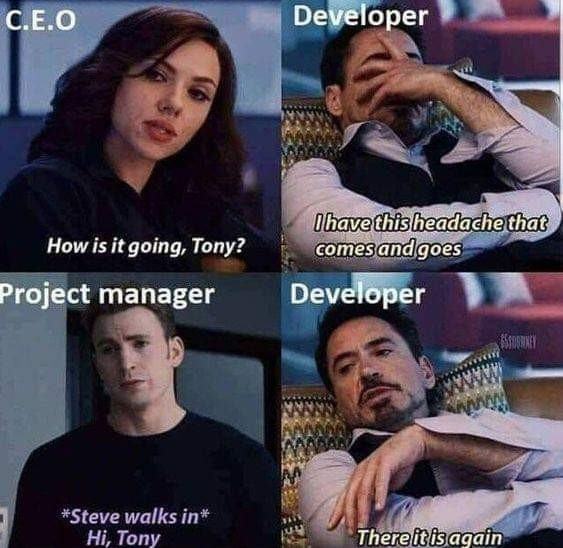 C.E.O
How is it going, Tony?
Developer
I have this headache that
comes and goes
Project manager
*Steve walks in*
Hi, Tony
Developer
There it is again